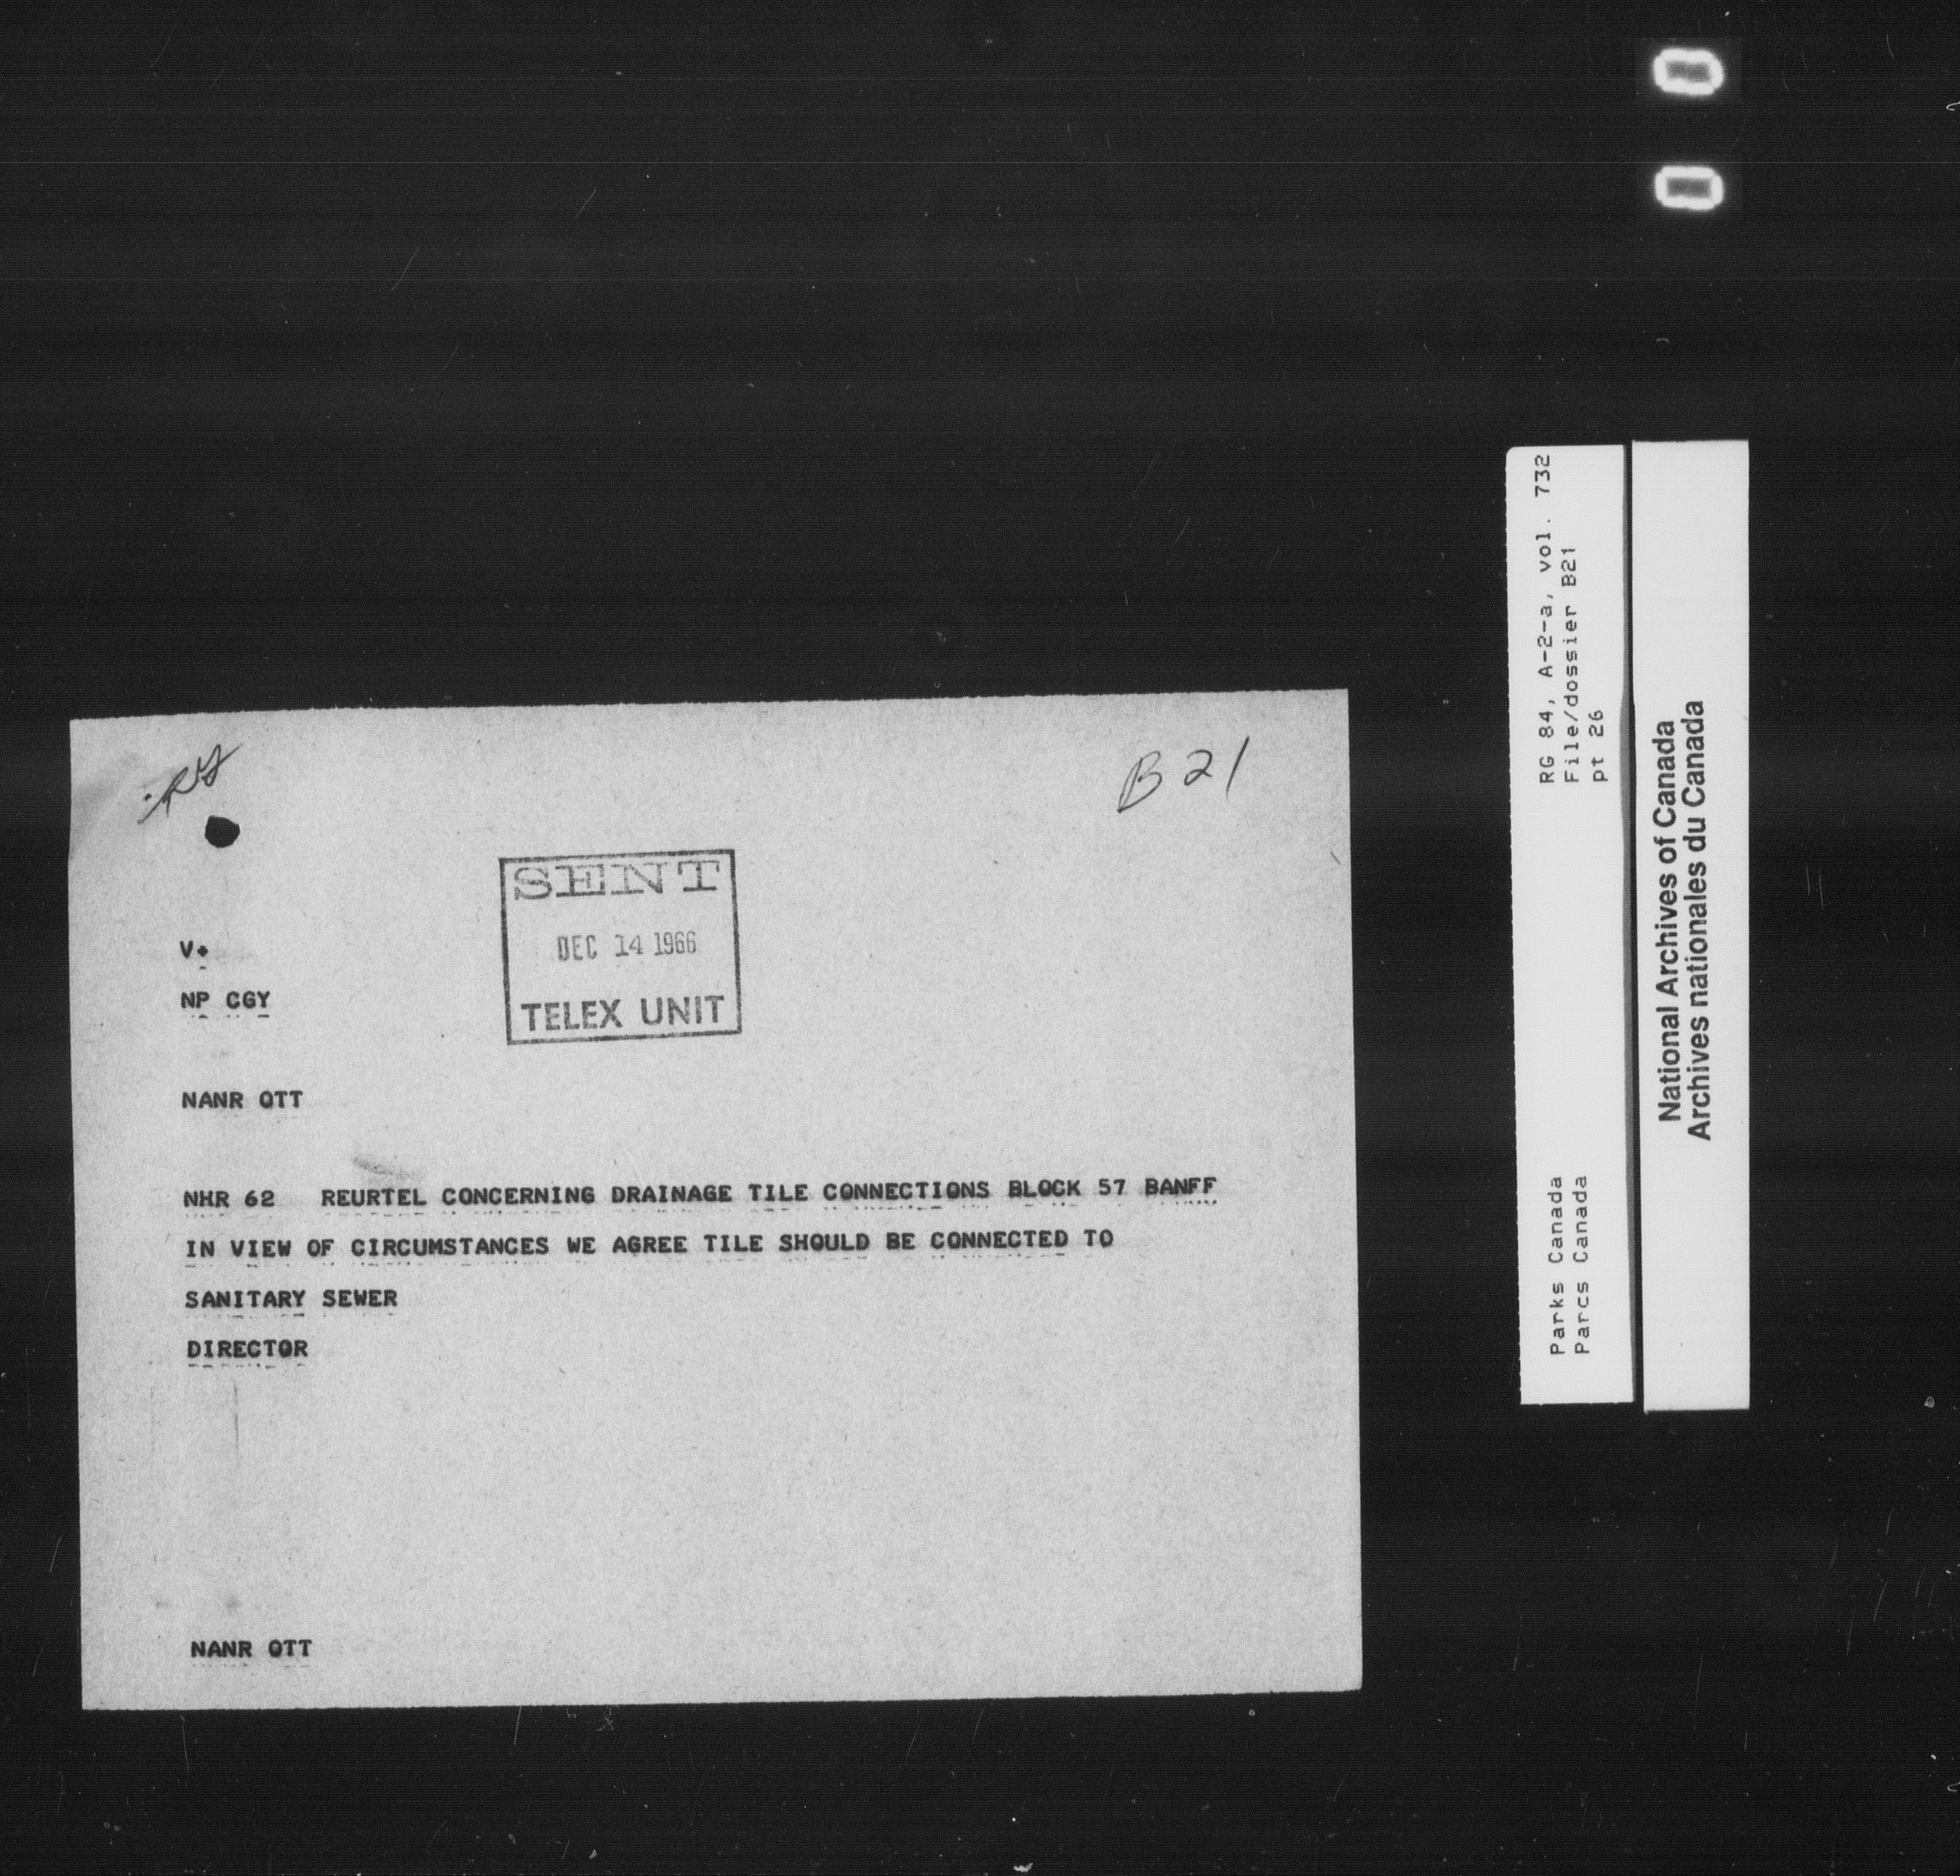 B21
SENT
DEC 14 1966
TELEX UNIT
V+
NP CGY
NANR OTT
NHR 62 REURTEL CONCERNING DRAINAGE TILE CONNECTIONS BLOCK 57 BANFF
IN VIEW OF CIRCUMSTANCES WE AGREE TILE SHOULD BE CONNECTED TO
SANITARY SEWER
DIRECTOR
NANR OTT
RG 84, A-2-a, vol. 732
File/dossier B21
pt 26
Parks Canada
Parcs Canada
National Archives of Canada
Archives nationales du Canada